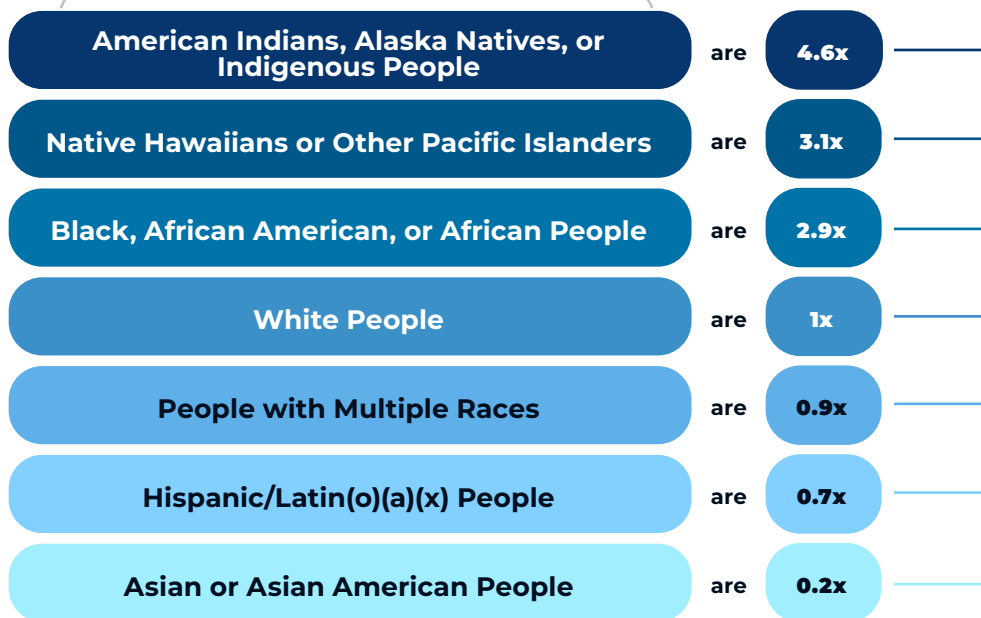 American Indians, Alaska Natives, or
Indigenous People are 4.6x
Native Hawaiians or Other Pacific Islanders are 3.1x
Black, African American, or African People are 2.9x
White People are 1x
People with Multiple Races are 0.9x
Hispanic/Latin(o)(a)(x) People are 0.7x
Asian or Asian American People are 0.2x